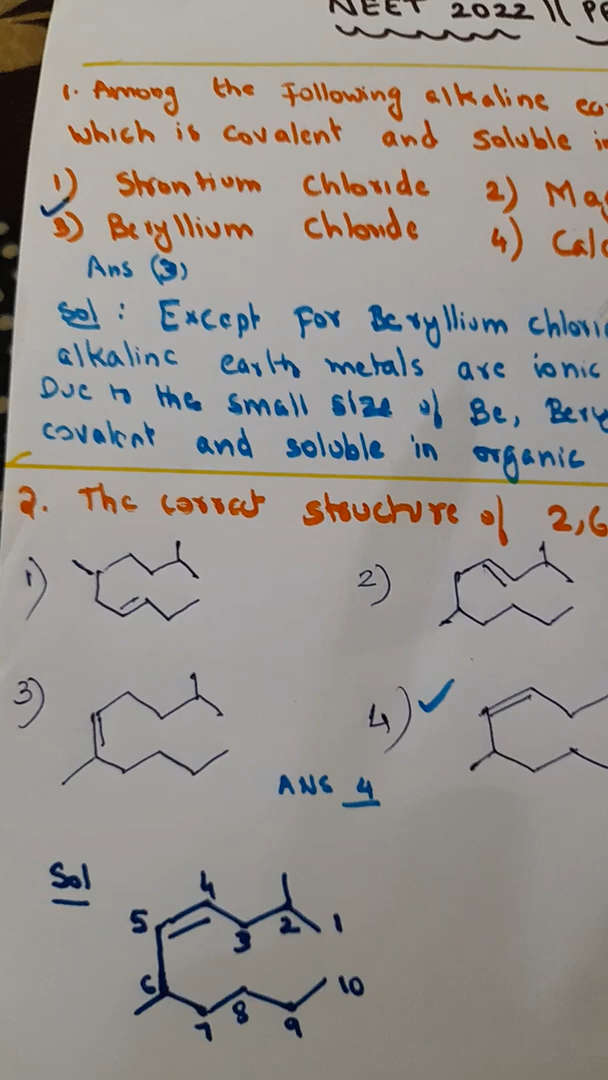 NEET 2022 ||
1. Among the following alkaline
which is covalent and soluble
1) Strontium Chloride 2)
3) Beryllium Chloride 4)
Ans (3)
Sol : Except for Beryllium
alkaline earth metals are ionic
Due to the small size of Be,
covalent and soluble in organic
2. The correct structure of 2,6
1) 2)
3) 4)
ANS 4
Sol
4
5 2 1
3
6 10
8
7 9